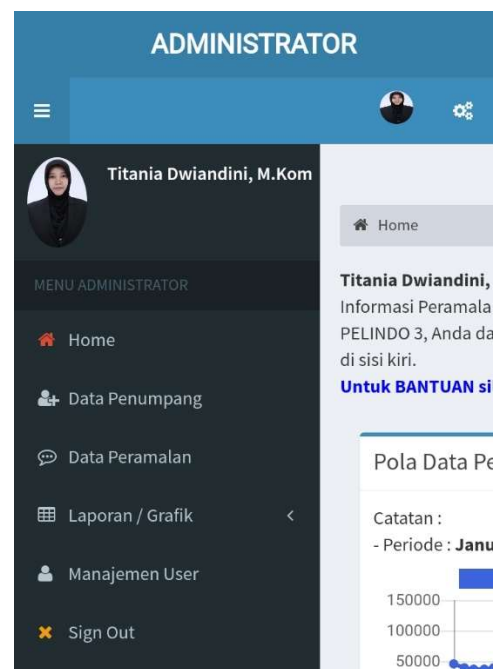 ADMINISTRATOR
Titania Dwiandini, M.Kom
MENU ADMINISTRATOR
Home
Data Penumpang
Data Peramalan
Laporan / Grafik
Manajemen User
Sign Out
Home
Titania Dwiandini,
Informasi Peramala
PELINDO 3, Anda da
di sisi kiri.
Untuk BANTUAN si
Pola Data Pe
Catatan :
- Periode : Janu
150000
100000
50000